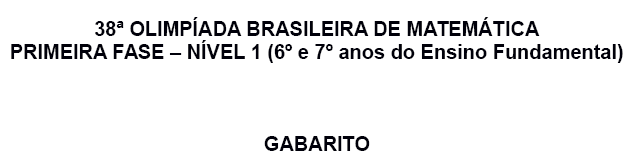 38ª OLIMPÍADA BRASILEIRA DE MATEMÁTICA
PRIMEIRA FASE – NÍVEL 1 (6º e 7º anos do Ensino Fundamental)
GABARITO